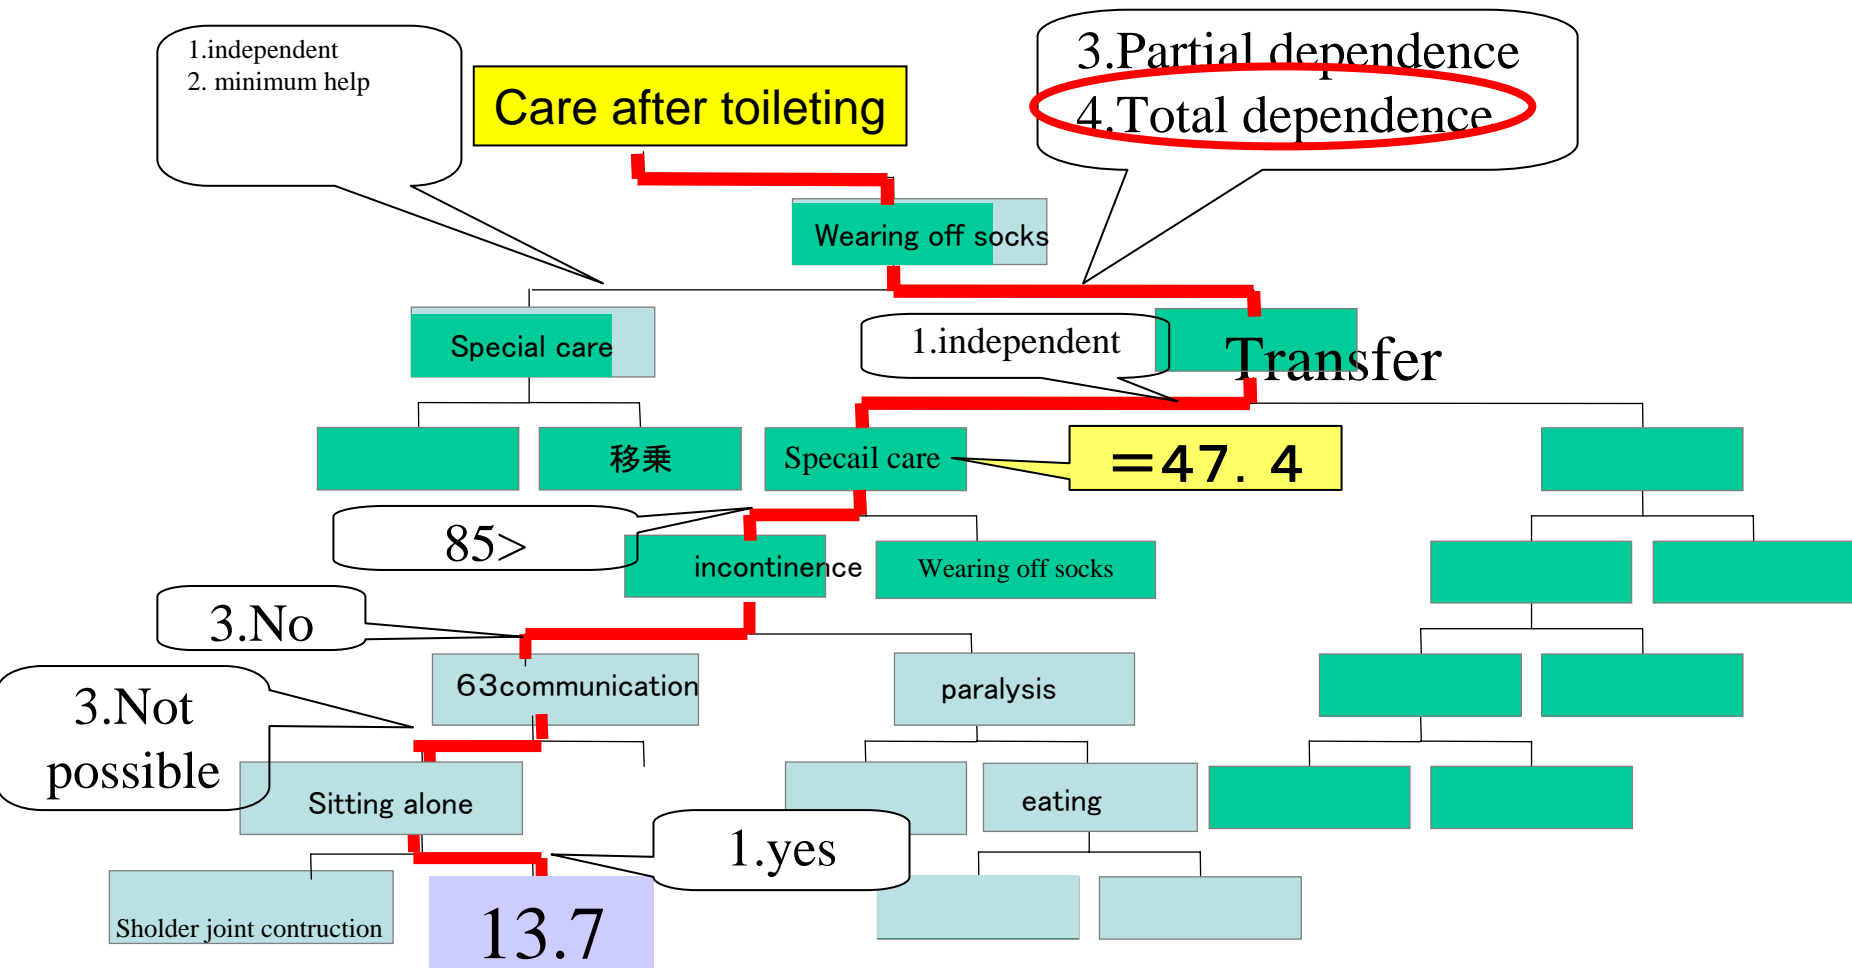 1.independent
2. minimum help
Care after toileting
3.Partial dependence
4.Total dependence
Wearing off socks
Special care
1.independent
Transfer
移乗
Specail care
＝47. 4
85>
incontinence
Wearing off socks
3.No
63communication
paralysis
3.Not
possible
Sitting alone
eating
1.yes
Sholder joint contruction
13.7